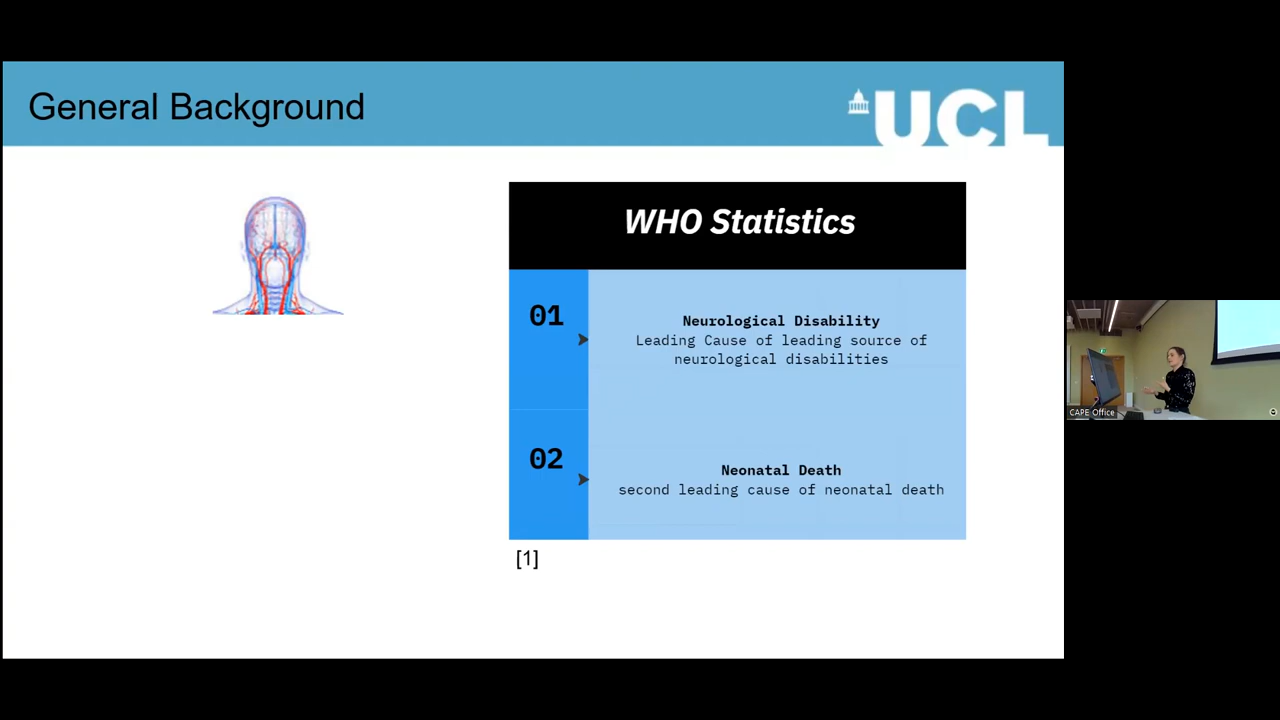 General Background
UCL
WHO Statistics
01
Neurological Disability
Leading Cause of leading source of
neurological disabilities
02
Neonatal Death
second leading cause of neonatal death
[1]
CAPE Office